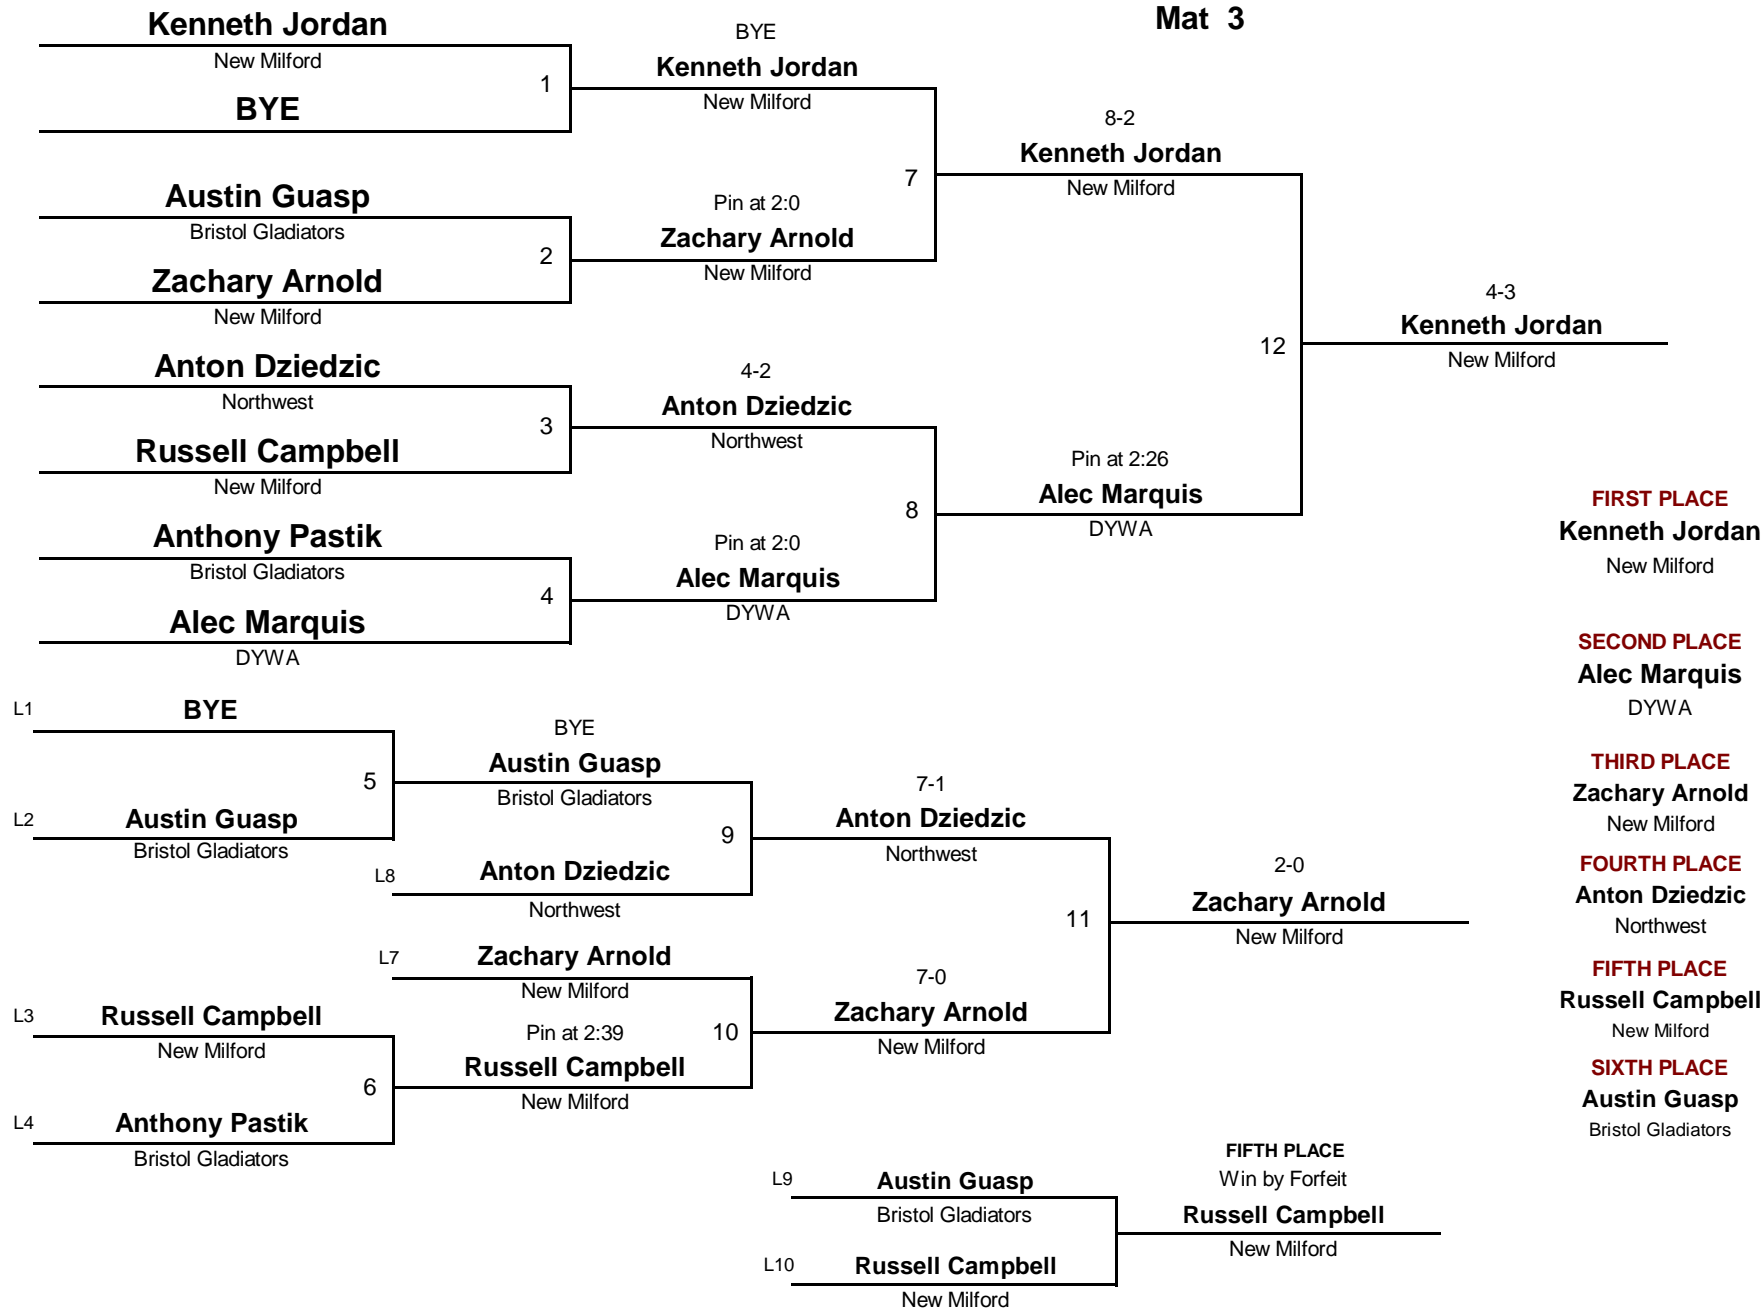 Mat 3
Kenneth Jordan
New Milford
1
BYE
Austin Guasp
Bristol Gladiators
2
Zachary Arnold
New Milford
Anton Dziedzic
Northwest
3
Russell Campbell
New Milford
Anthony Pastik
Bristol Gladiators
4
Alec Marquis
DYWA
BYE
Kenneth Jordan
New Milford
7
Pin at 2:0
Zachary Arnold
New Milford
4-2
Anton Dziedzic
Northwest
8
Pin at 2:0
Alec Marquis
DYWA
8-2
Kenneth Jordan
New Milford
12
Pin at 2:26
Alec Marquis
DYWA
4-3
Kenneth Jordan
New Milford
L1
BYE
5
L2
Austin Guasp
Bristol Gladiators
L3
Russell Campbell
New Milford
6
L4
Anthony Pastik
Bristol Gladiators
BYE
Austin Guasp
Bristol Gladiators
9
L8
Anton Dziedzic
Northwest
L7
Zachary Arnold
New Milford
Pin at 2:39
10
Russell Campbell
New Milford
7-1
Anton Dziedzic
Northwest
11
7-0
Zachary Arnold
New Milford
2-0
Zachary Arnold
New Milford
L9
Austin Guasp
Bristol Gladiators
L10
Russell Campbell
New Milford
FIFTH PLACE
Win by Forfeit
Russell Campbell
New Milford
FIRST PLACE
Kenneth Jordan
New Milford
SECOND PLACE
Alec Marquis
DYWA
THIRD PLACE
Zachary Arnold
New Milford
FOURTH PLACE
Anton Dziedzic
Northwest
FIFTH PLACE
Russell Campbell
New Milford
SIXTH PLACE
Austin Guasp
Bristol Gladiators